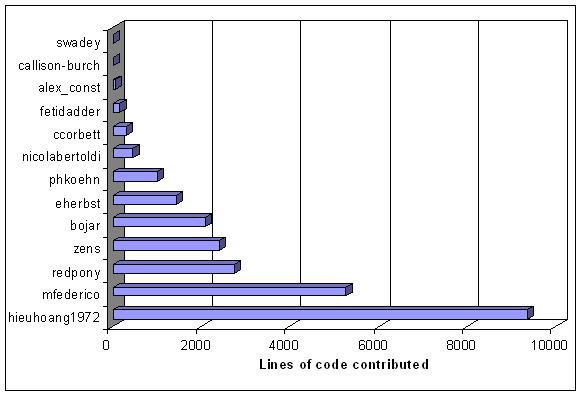 swadey
callison-burch
alex_const
fetidadder
ccorbett
nicolabertoldi
phkoehn
eherbst
bojar
zens
redpony
mfederico
hieuhoang1972
0 2000 4000 6000 8000 10000
Lines of code contributed